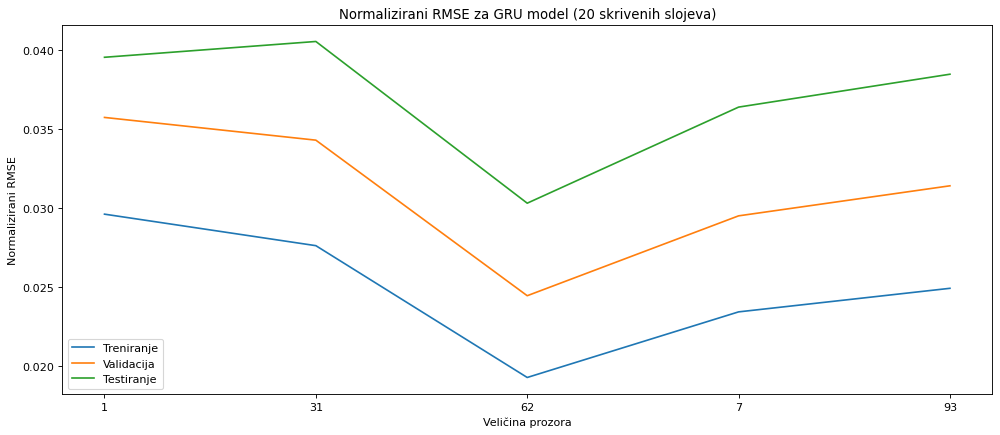 Normalizirani RMSE za GRU model (20 skrivenih slojeva)
Normalizirani RMSE
0.040
0.035
0.030
0.025
0.020
Treniranje
Validacija
Testiranje
1 31 62 7 93
Veličina prozora